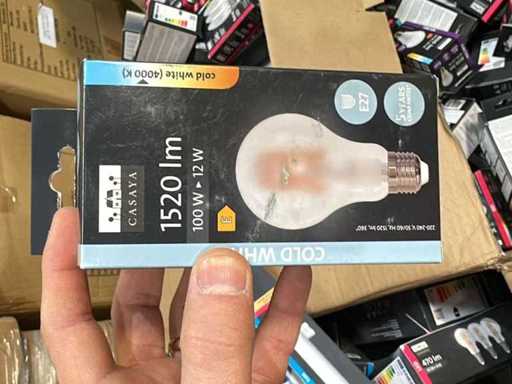 cold white (4000 K)
CASAYA
1520 lm
100 W ▸ 12 W
E27
5 YEARS
220-240 V, 50/60 Hz, 1520 lm, 360°
COLD WHI
470 lm